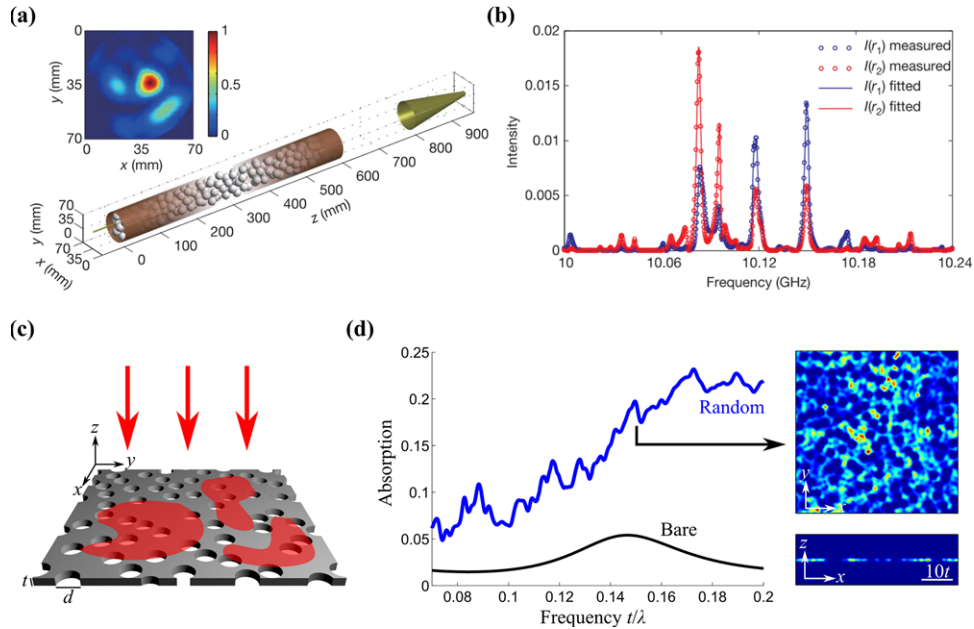 (a)
0
35
70
y (mm)
0
35
70
x (mm)
1
0.5
0
y (mm)
70
35
0
70
35
0
x (mm)
0
100
200
300
400
500
600
700
800
900
z (mm)
(b)
0.02
0.015
0.01
0.005
0
Intensity
I(r1) measured
I(r2) measured
I(r1) fitted
I(r2) fitted
10
10.06
10.12
10.18
10.24
Frequency (GHz)
(c)
z
y
x
t
d
(d)
0.25
0.2
0.15
0.1
0.05
0
Absorption
Random
Bare
0.08
0.1
0.12
0.14
0.16
0.18
0.2
Frequency t/λ
y
x
z
x
10t